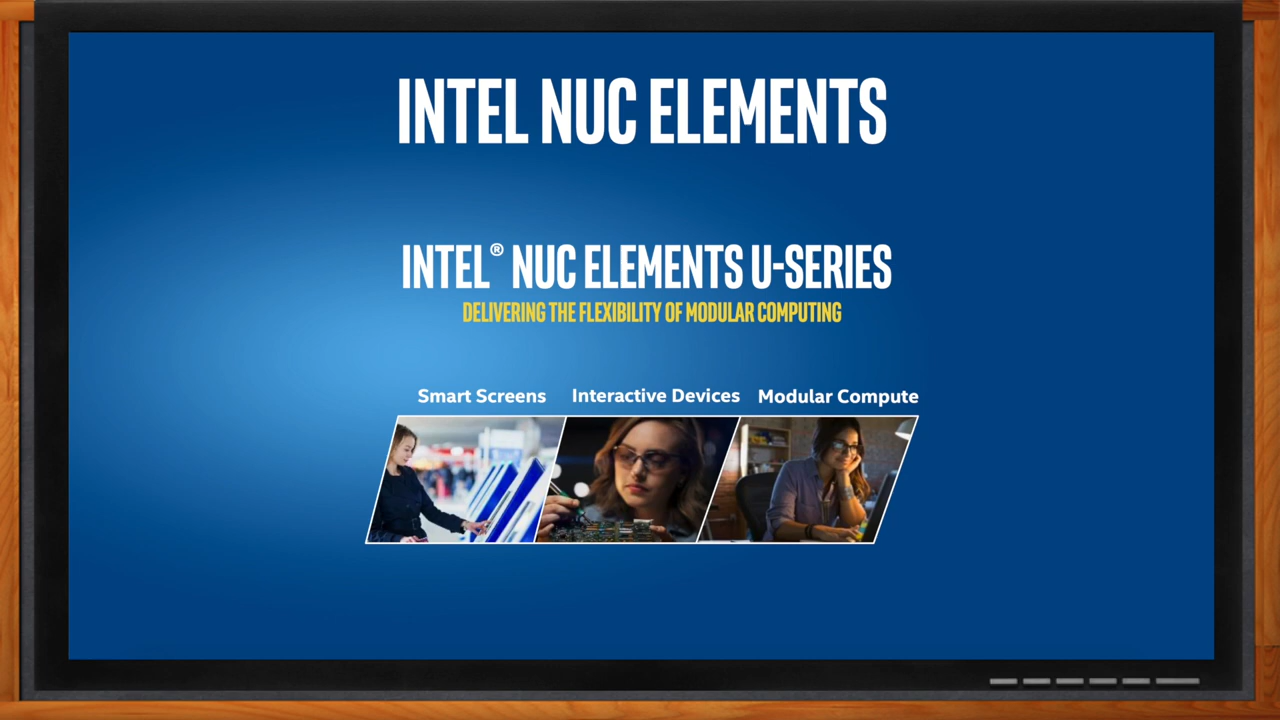 INTEL NUC ELEMENTS
INTEL® NUC ELEMENTS U-SERIES
DELIVERING THE FLEXIBILITY OF MODULAR COMPUTING
Smart Screens Interactive Devices Modular Compute